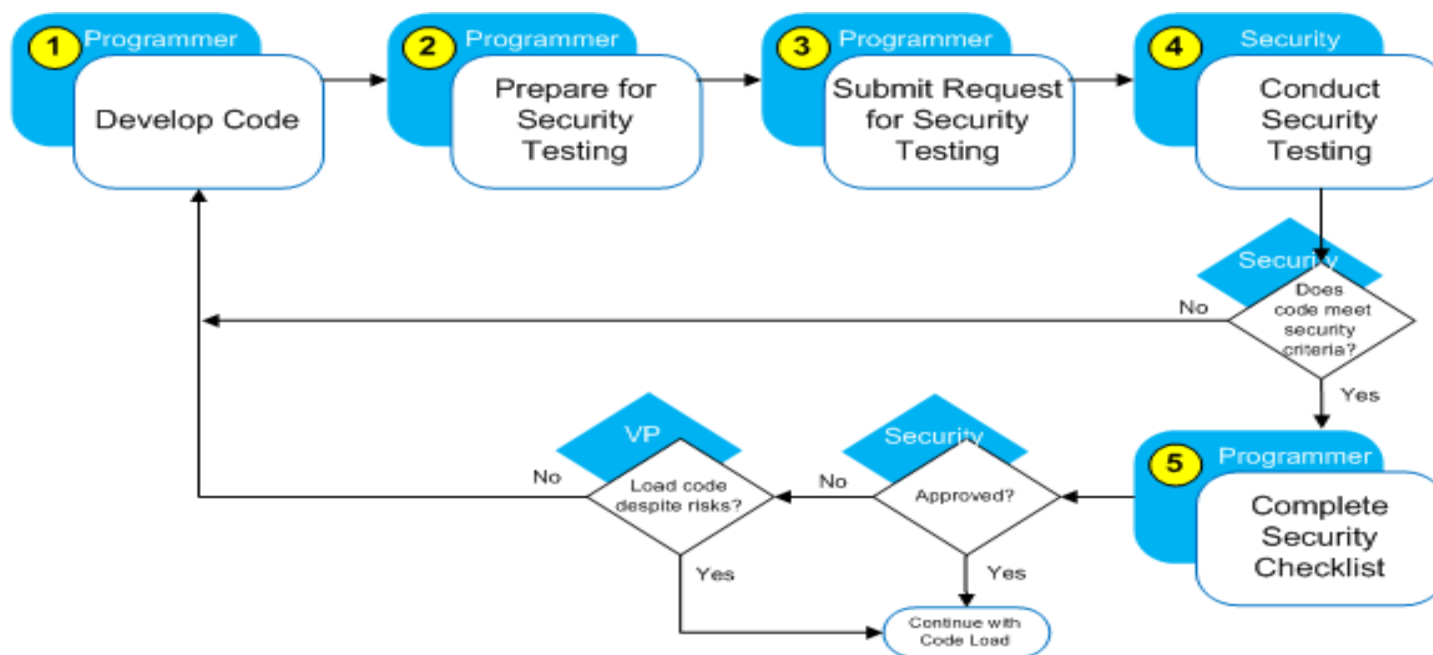 1 Programmer
Develop Code
2 Programmer
Prepare for
Security
Testing
3 Programmer
Submit Request
for Security
Testing
4 Security
Conduct
Security
Testing
Security
Does
code meet
security
criteria?
No
Yes
5 Programmer
Complete
Security
Checklist
Security
Approved?
No
Yes
VP
Load code
despite risks?
No
Yes
Continue with
Code Load